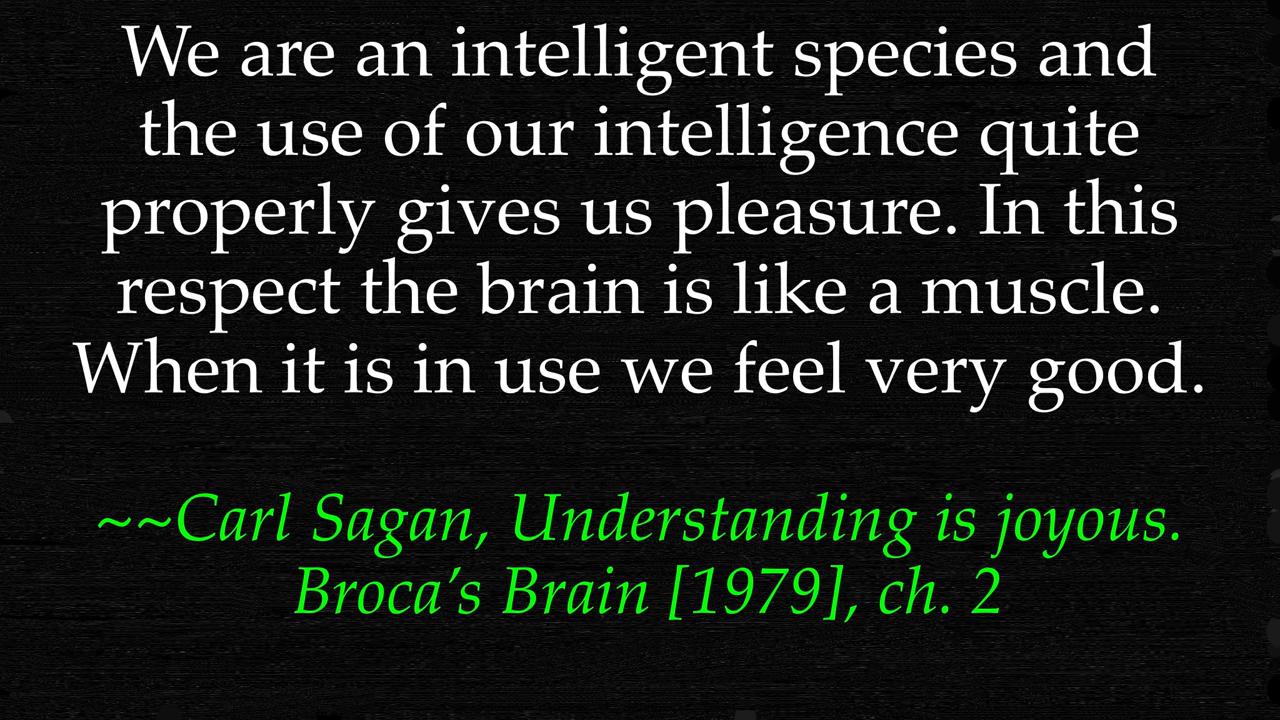 We are an intelligent species and
the use of our intelligence quite
properly gives us pleasure. In this
respect the brain is like a muscle.
When it is in use we feel very good.
~~Carl Sagan, Understanding is joyous.
Broca’s Brain [1979], ch. 2